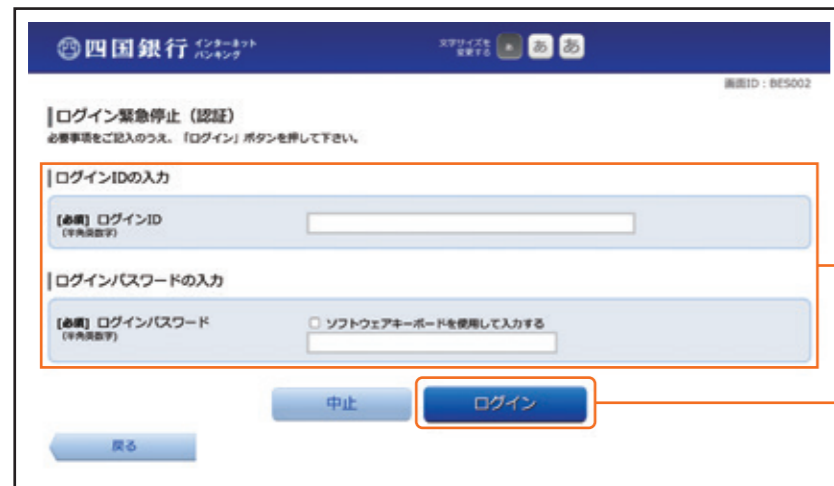 四国銀行 インターネット
バンキング
文字サイズを
変更する
あ あ あ
画面ID : BES002
ログイン緊急停止（認証）
必要事項をご記入のうえ、「ログイン」ボタンを押して下さい。
ログインIDの入力
[必須] ログインID
(半角英数字)
ログインパスワードの入力
[必須] ログインパスワード
(半角英数字)
ソフトウェアキーボードを使用して入力する
中止
ログイン
戻る